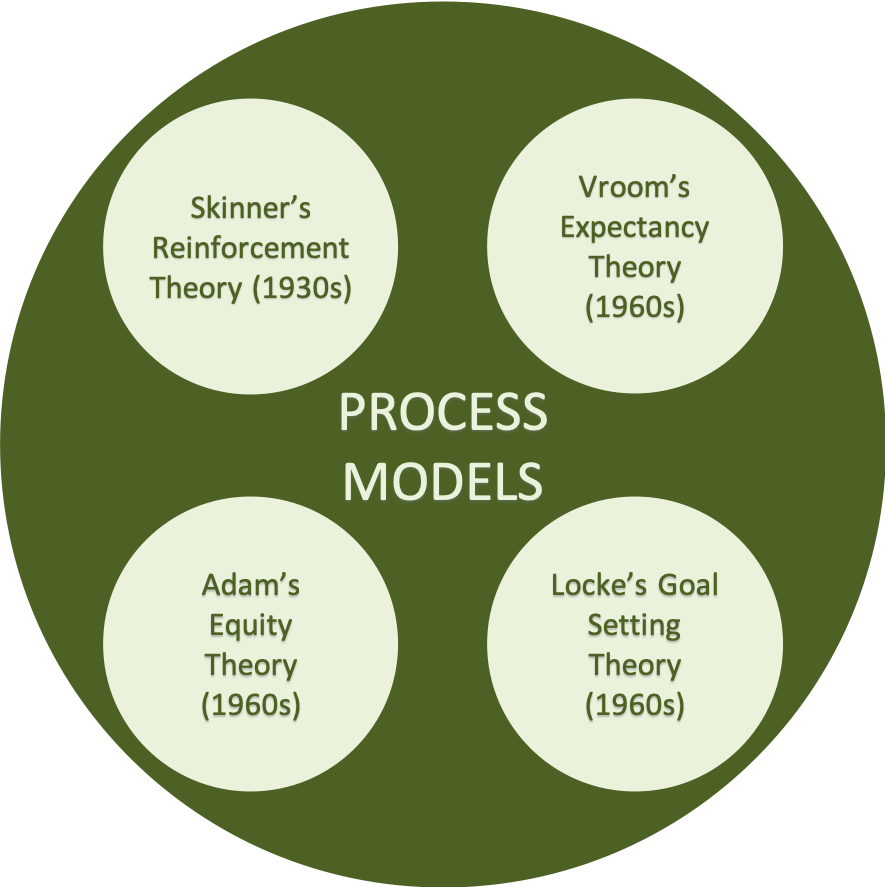 Skinner’s
Reinforcement
Theory (1930s)
Vroom’s
Expectancy
Theory
(1960s)
PROCESS
MODELS
Adam’s
Equity
Theory
(1960s)
Locke’s Goal
Setting
Theory
(1960s)